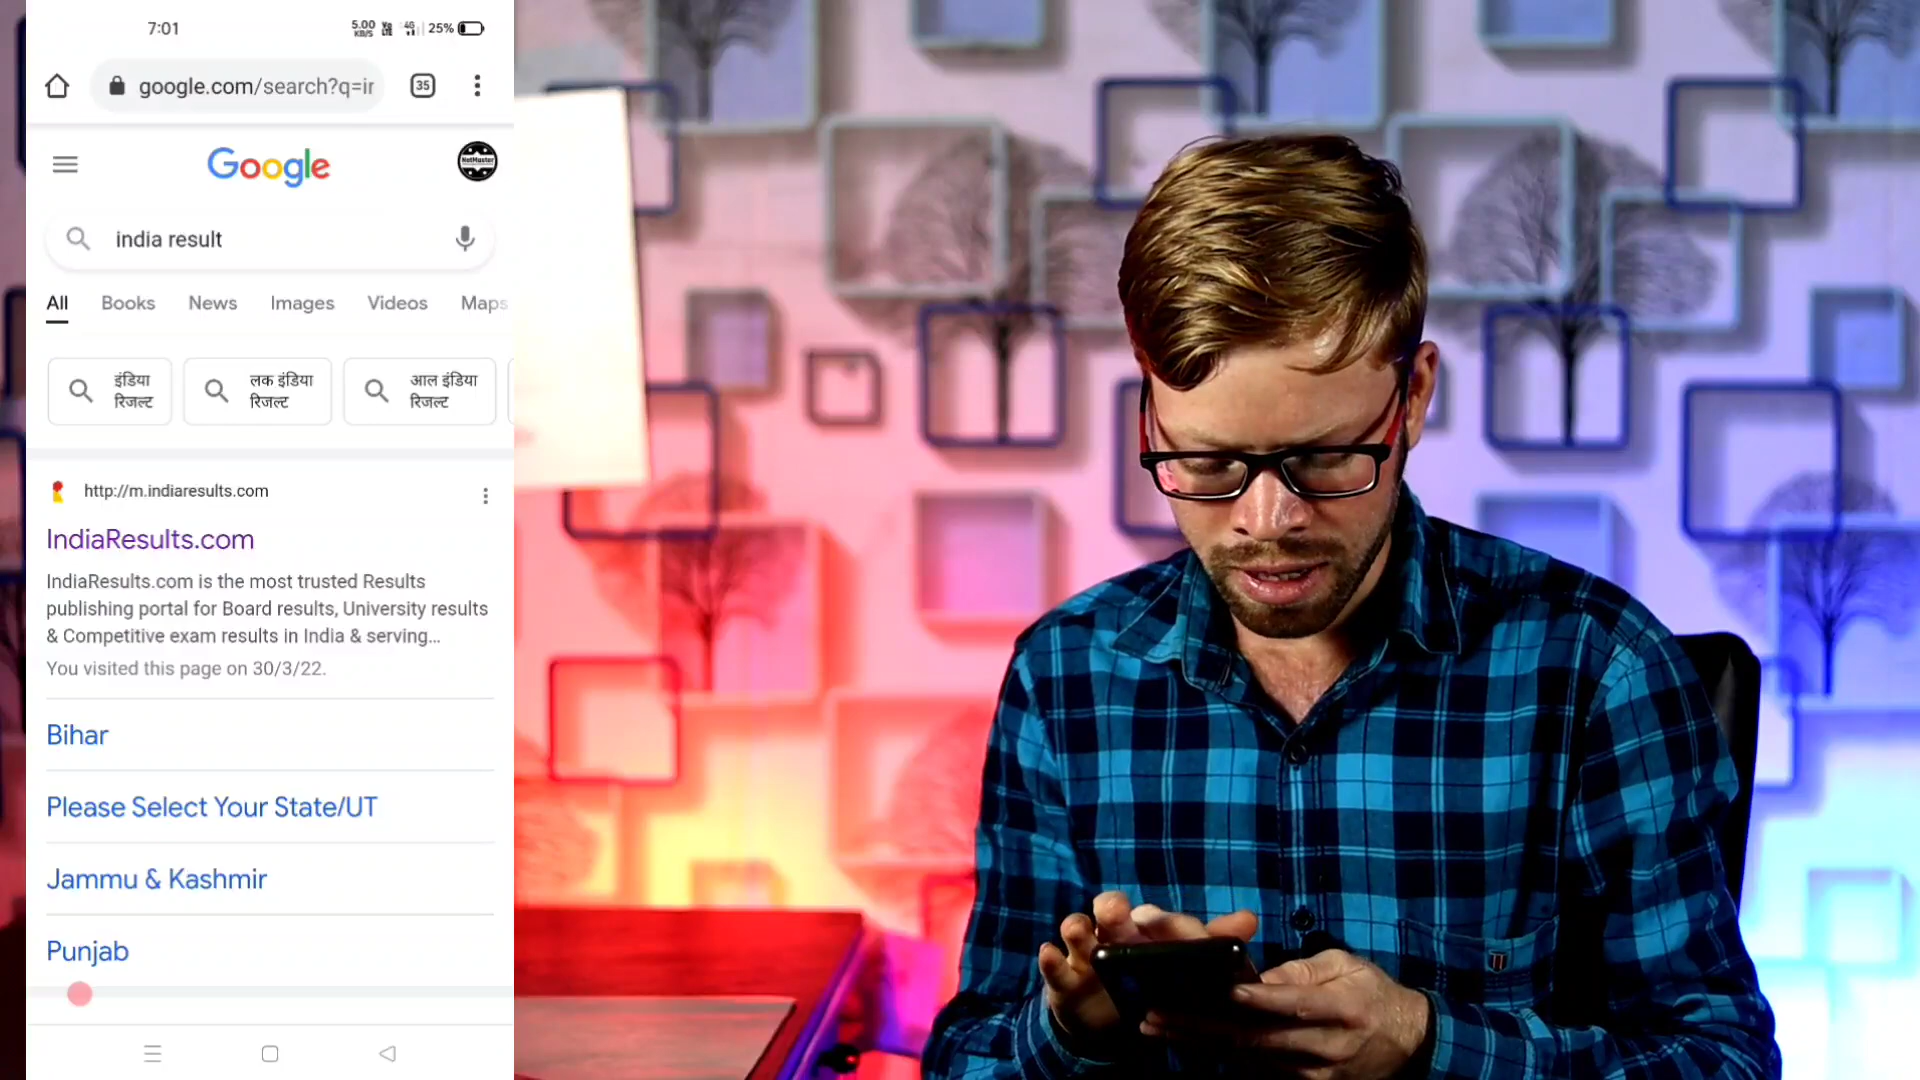 7:01
5.00 KB/S 4G 25%
google.com/search?q=ir
35
Google
NetMaster
india result
All Books News Images Videos Maps
इंडिया
रिजल्ट
लक इंडिया
रिजल्ट
आल इंडिया
रिजल्ट
http://m.indiaresults.com
IndiaResults.com
IndiaResults.com is the most trusted Results
publishing portal for Board results, University results
& Competitive exam results in India & serving...
You visited this page on 30/3/22.
Bihar
Please Select Your State/UT
Jammu & Kashmir
Punjab